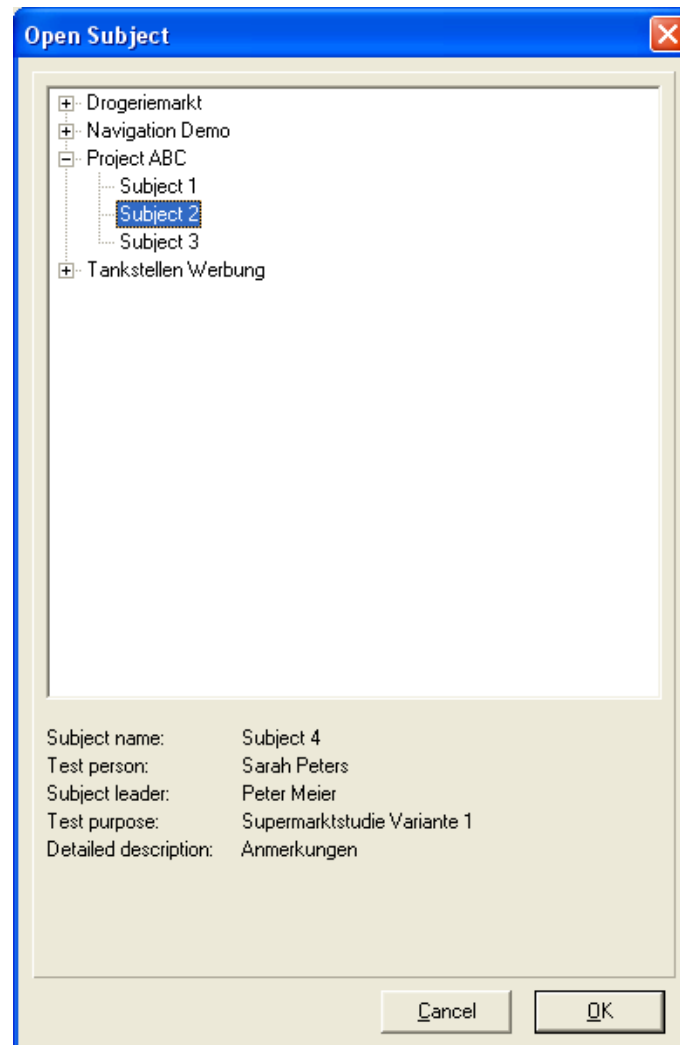 Open Subject
Drogeriemarkt
Navigation Demo
Project ABC
Subject 1
Subject 2
Subject 3
Tankstellen Werbung
Subject name: Subject 4
Test person: Sarah Peters
Subject leader: Peter Meier
Test purpose: Supermarktstudie Variante 1
Detailed description: Anmerkungen
Cancel OK